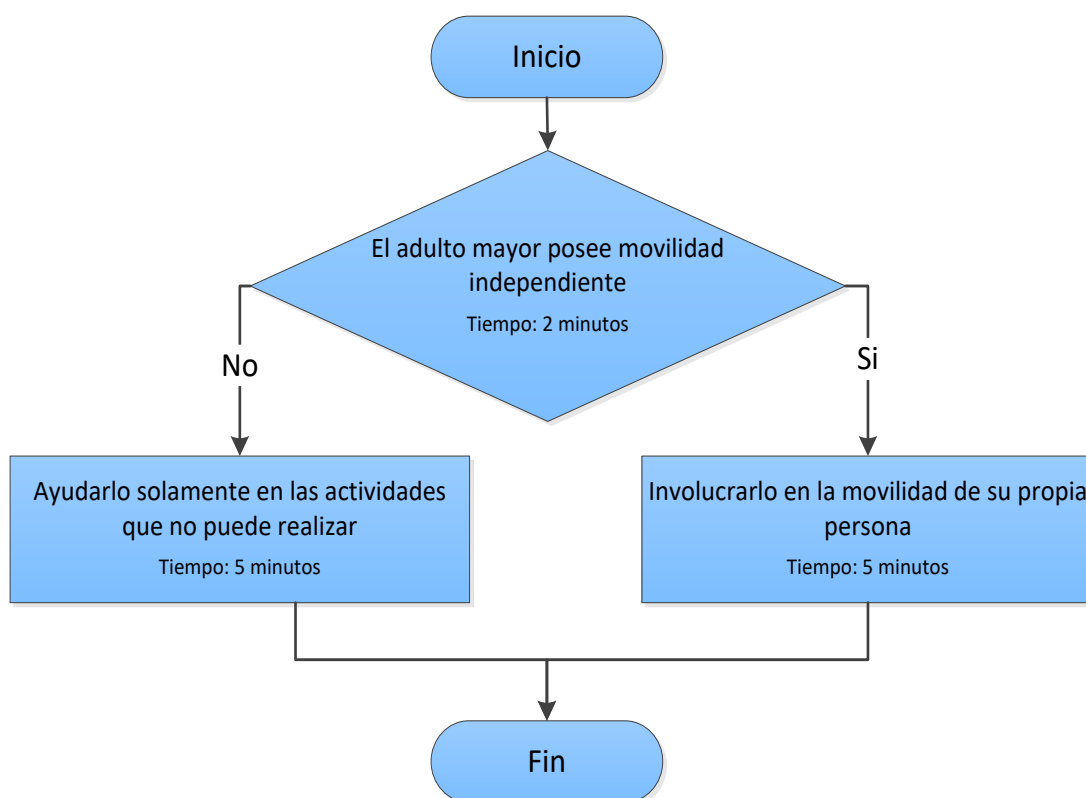 Inicio
El adulto mayor posee movilidad
independiente
Tiempo: 2 minutos
No
Si
Ayudarlo solamente en las actividades
que no puede realizar
Tiempo: 5 minutos
Involucrarlo en la movilidad de su propia
persona
Tiempo: 5 minutos
Fin